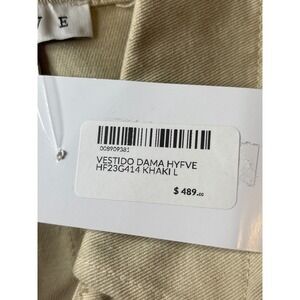 V E
008909381
VESTIDO DAMA HYFVE
HF23G414 KHAKI L
$ 489.00